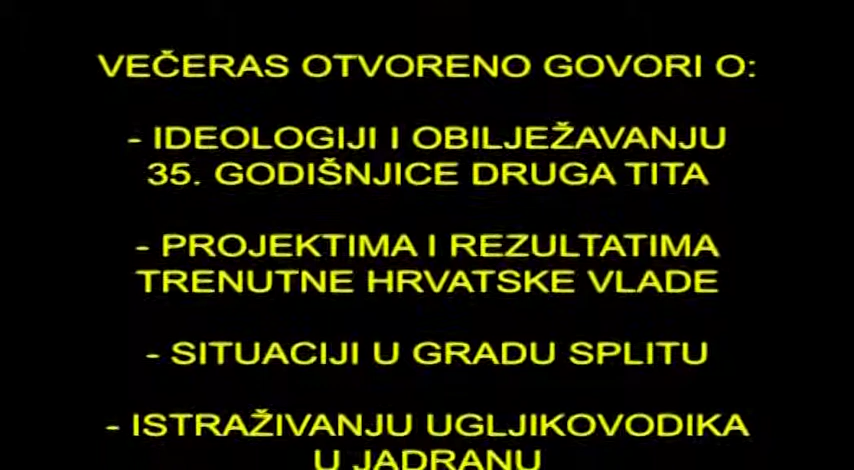 VEČERAS OTVORENO GOVORI O:
- IDEOLOGIJI I OBILJEŽAVANJU
35. GODIŠNJICE DRUGA TITA
- PROJEKTIMA I REZULTATIMA
TRENUTNE HRVATSKE VLADE
- SITUACIJI U GRADU SPLITU
- ISTRAŽIVANJU UGLJIKOVODIKA
U JADRANU